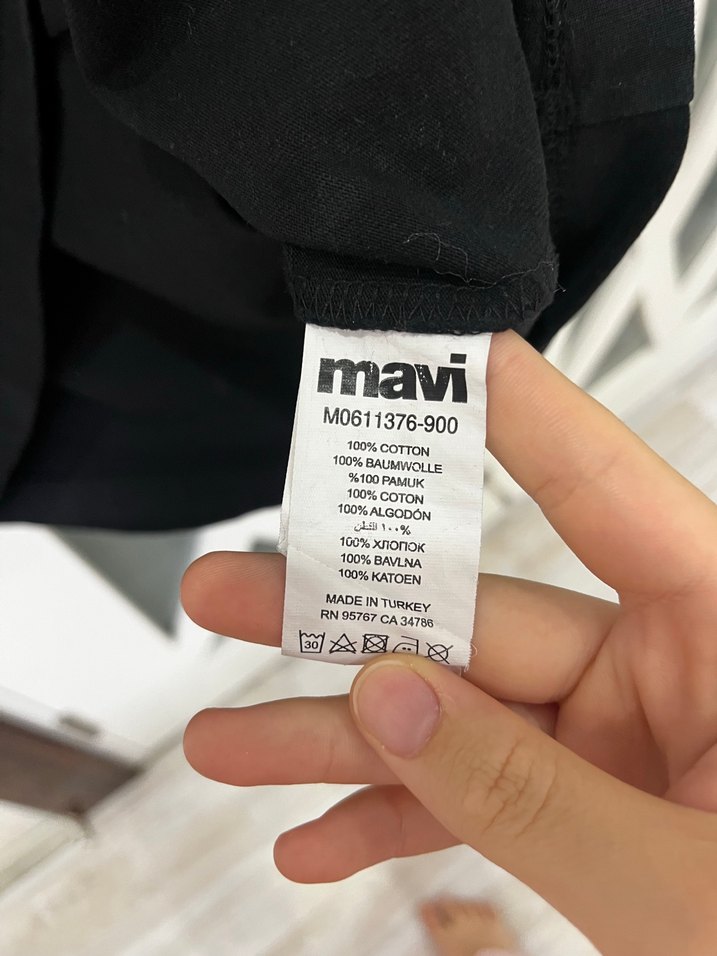 mavi
M0611376-900
100% COTTON
100% BAUMWOLLE
%100 PAMUK
100% COTON
100% ALGODÓN
١٠٠% القطن
100% ХЛОПОК
100% BAVLNA
100% KATOEN
MADE IN TURKEY
RN 95767 CA 34786
30